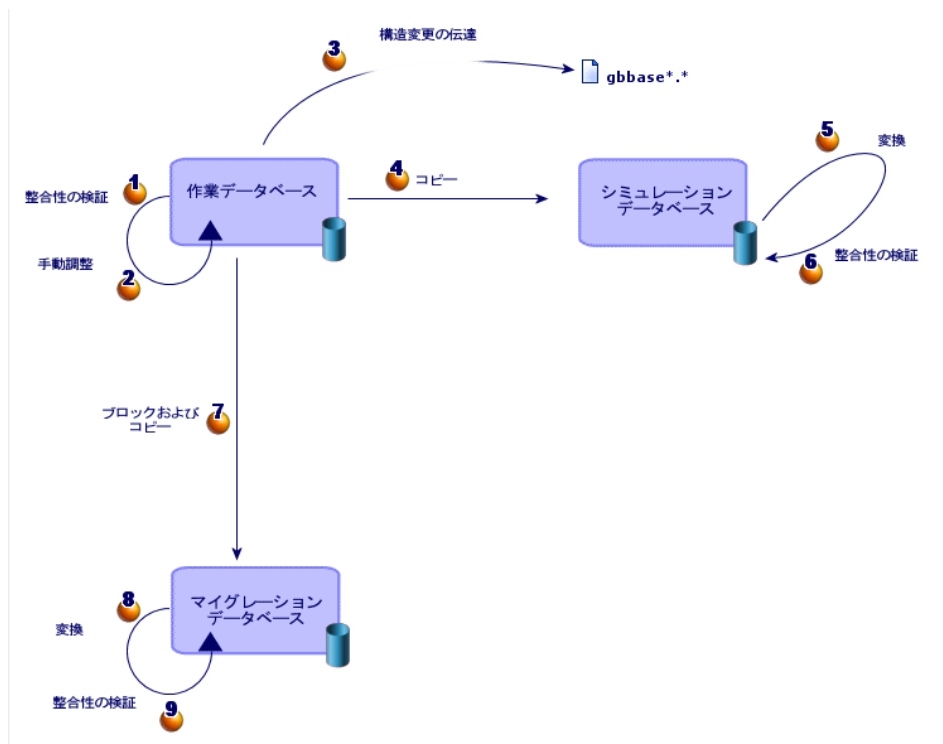 構造変更の伝達
3
gbbase*.*
5
変換
4
コピー
1
整合性の検証
作業データベース
シミュレーション
データベース
手動調整
2
6
整合性の検証
7
ブロックおよび
コピー
8
変換
マイグレーション
データベース
整合性の検証
9